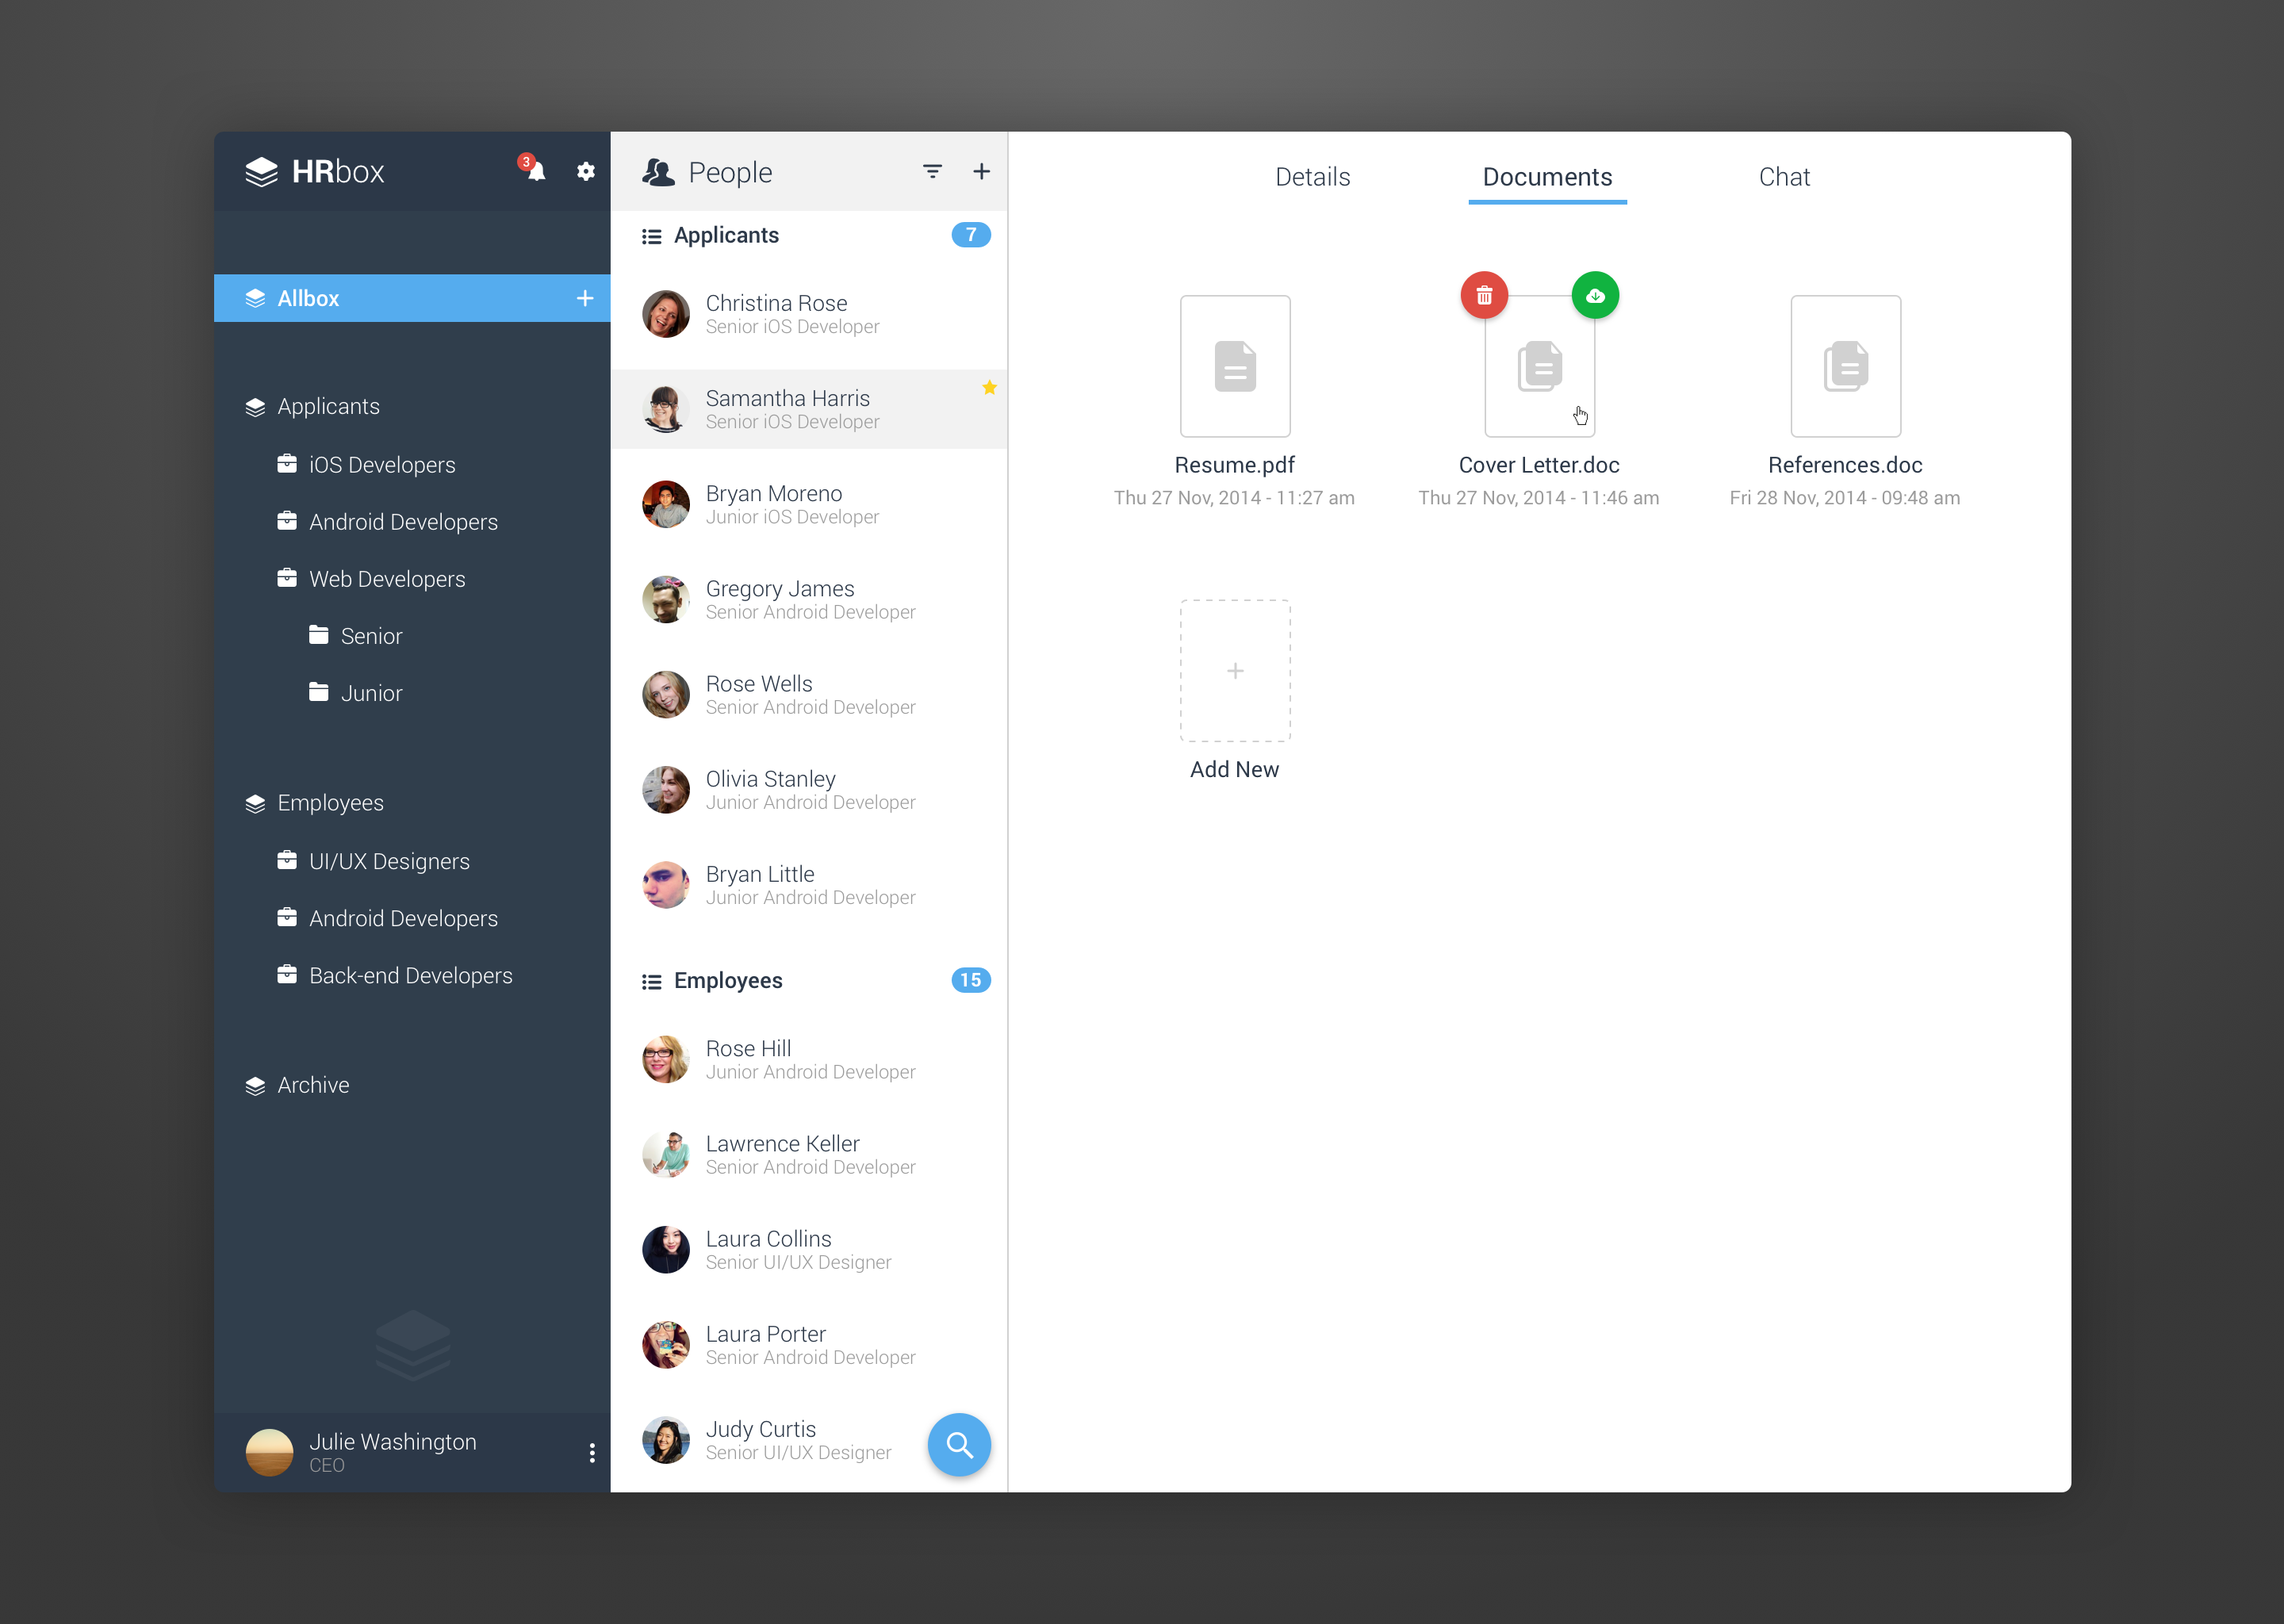 HRbox
3
Allbox
Applicants
iOS Developers
Android Developers
Web Developers
Senior
Junior
Employees
UI/UX Designers
Android Developers
Back-end Developers
Archive
Julie Washington
CEO
People
Applicants 7
Christina Rose
Senior iOS Developer
Samantha Harris
Senior iOS Developer
Bryan Moreno
Junior iOS Developer
Gregory James
Senior Android Developer
Rose Wells
Senior Android Developer
Olivia Stanley
Junior Android Developer
Bryan Little
Junior Android Developer
Employees 15
Rose Hill
Junior Android Developer
Lawrence Keller
Senior Android Developer
Laura Collins
Senior UI/UX Designer
Laura Porter
Senior Android Developer
Judy Curtis
Senior UI/UX Designer
Details Documents Chat
Resume.pdf
Thu 27 Nov, 2014 - 11:27 am
Cover Letter.doc
Thu 27 Nov, 2014 - 11:46 am
References.doc
Fri 28 Nov, 2014 - 09:48 am
Add New